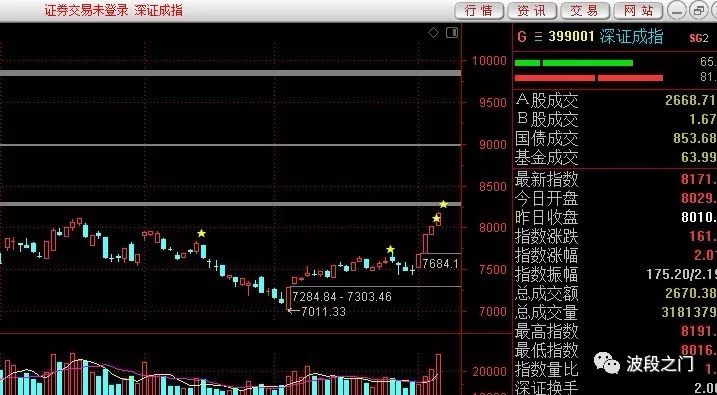 证券交易未登录 深证成指
行情 资讯 交易 网站
10000
9500
9000
8500
8000
7500
7000
7684.1
7284.84 - 7303.46
7011.33
20000
10000
G 399001 深证成指 SG2
65.
81.
A股成交 2668.71
B股成交 1.67
国债成交 853.68
基金成交 63.99
最新指数 8171.
今日开盘 8029.
昨日收盘 8010.
指数涨跌 161.
指数涨幅 2.0
指数振幅 175.20/2.19
总成交额 2670.38
总成交量 3181379
最高指数 8191.
最低指数 8016.
指数量比 1.
深证换手 2.0
波段之门